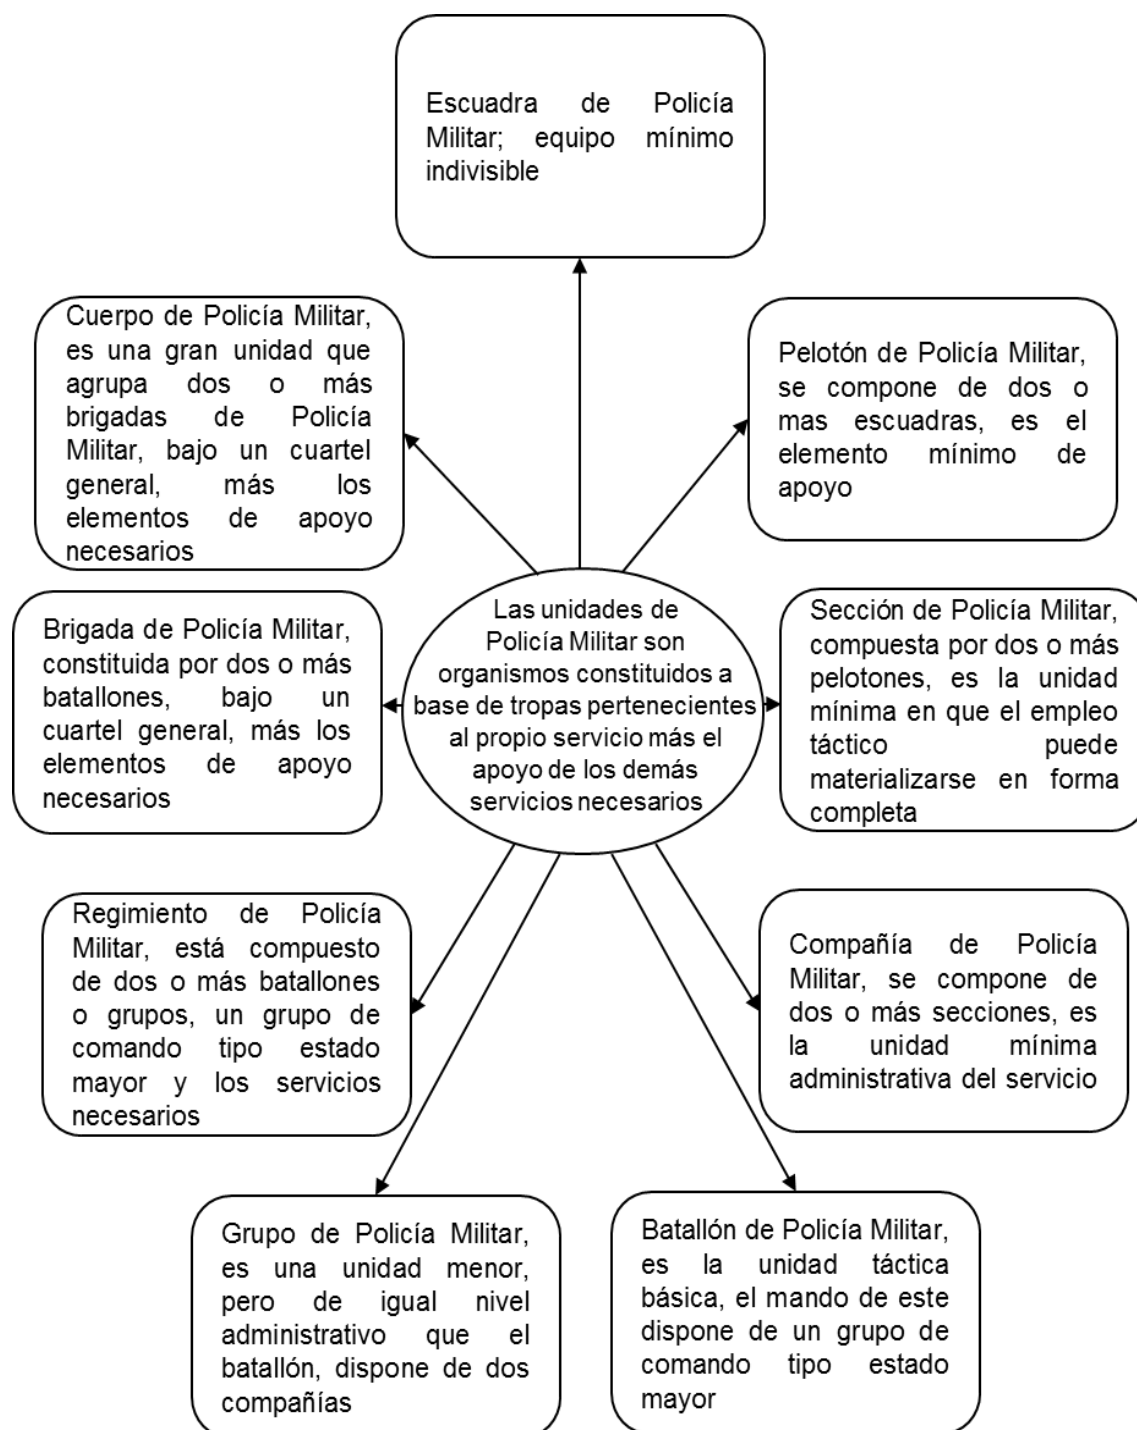 Escuadra de Policía
Militar; equipo mínimo
indivisible
Cuerpo de Policía Militar,
es una gran unidad que
agrupa dos o más
brigadas de Policía
Militar, bajo un cuartel
general, más los
elementos de apoyo
necesarios
Pelotón de Policía Militar,
se compone de dos o
mas escuadras, es el
elemento mínimo de
apoyo
Brigada de Policía Militar,
constituida por dos o más
batallones, bajo un
cuartel general, más los
elementos de apoyo
necesarios
Las unidades de
Policía Militar son
organismos constituidos a
base de tropas pertenecientes
al propio servicio más el
apoyo de los demás
servicios necesarios
Sección de Policía Militar,
compuesta por dos o más
pelotones, es la unidad
mínima en que el empleo
táctico puede
materializarse en forma
completa
Regimiento de Policía
Militar, está compuesto
de dos o más batallones
o grupos, un grupo de
comando tipo estado
mayor y los servicios
necesarios
Compañía de Policía
Militar, se compone de
dos o más secciones, es
la unidad mínima
administrativa del servicio
Grupo de Policía Militar,
es una unidad menor,
pero de igual nivel
administrativo que el
batallón, dispone de dos
compañías
Batallón de Policía Militar,
es la unidad táctica
básica, el mando de este
dispone de un grupo de
comando tipo estado
mayor